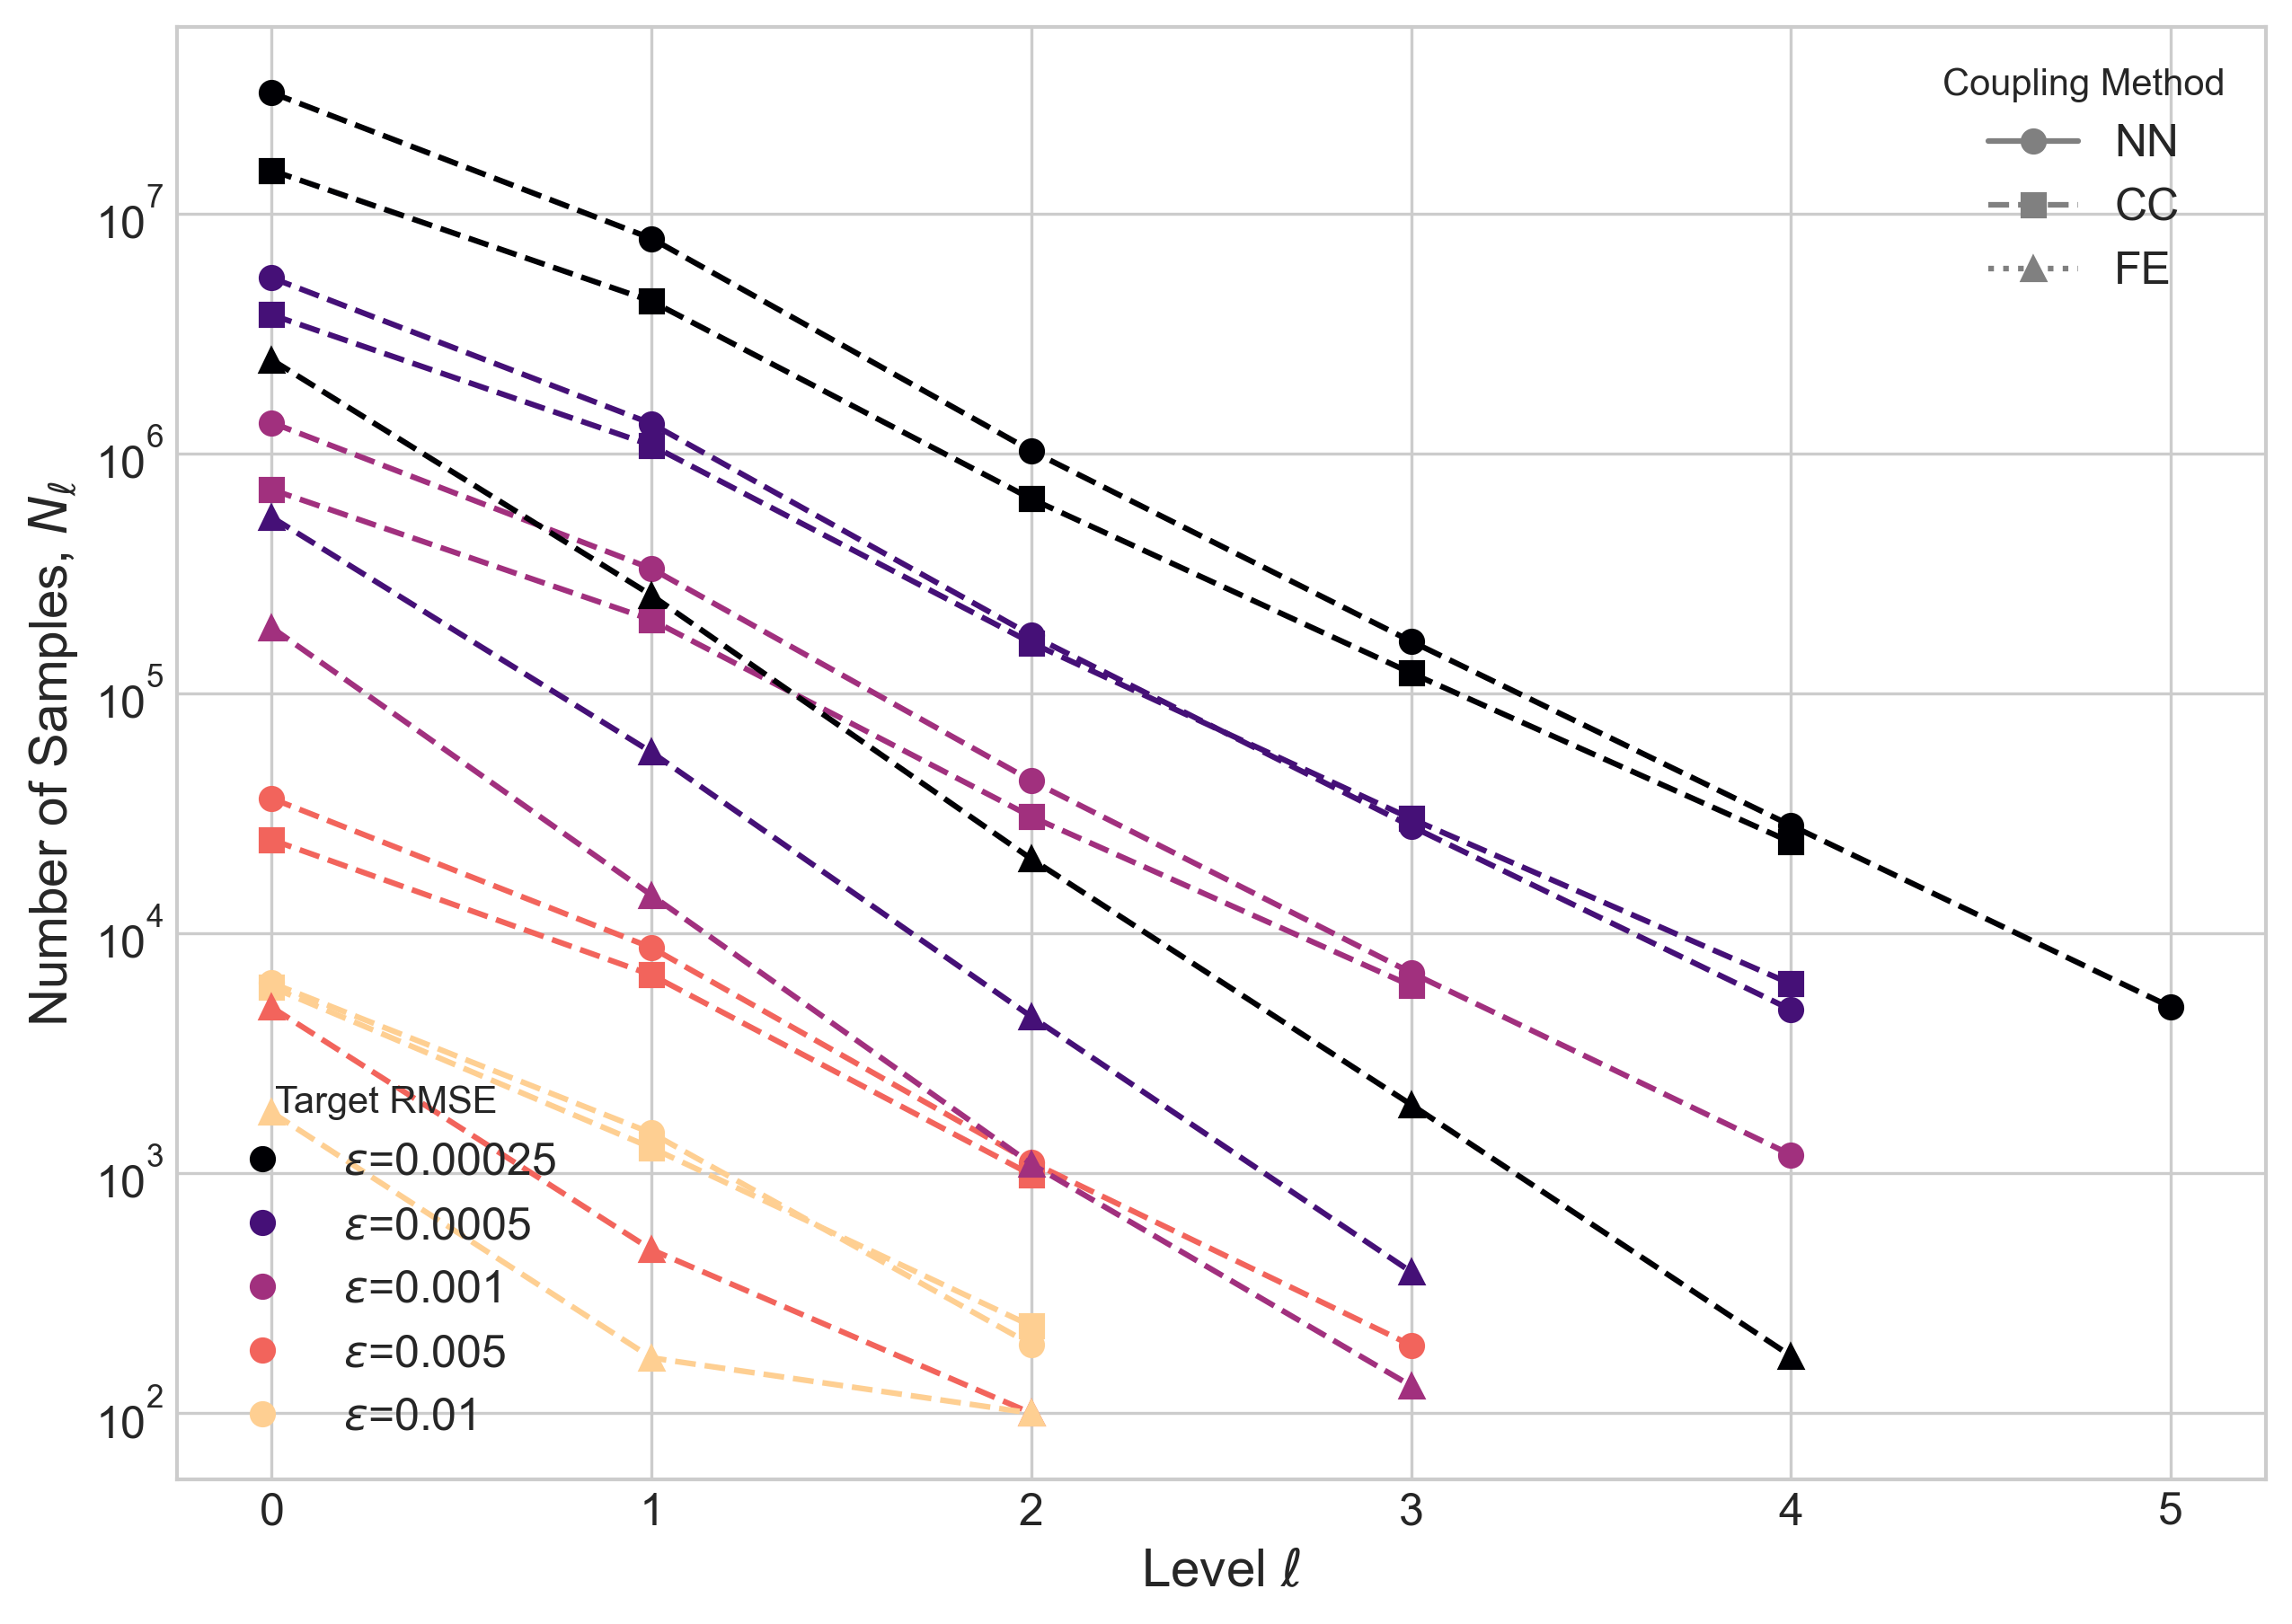 Coupling Method
NN
CC
FE
Number of Samples, Nℓ
10^7
10^6
10^5
10^4
10^3
10^2
Target RMSE
ε=0.00025
ε=0.0005
ε=0.001
ε=0.005
ε=0.01
0 1 2 3 4 5
Level ℓ